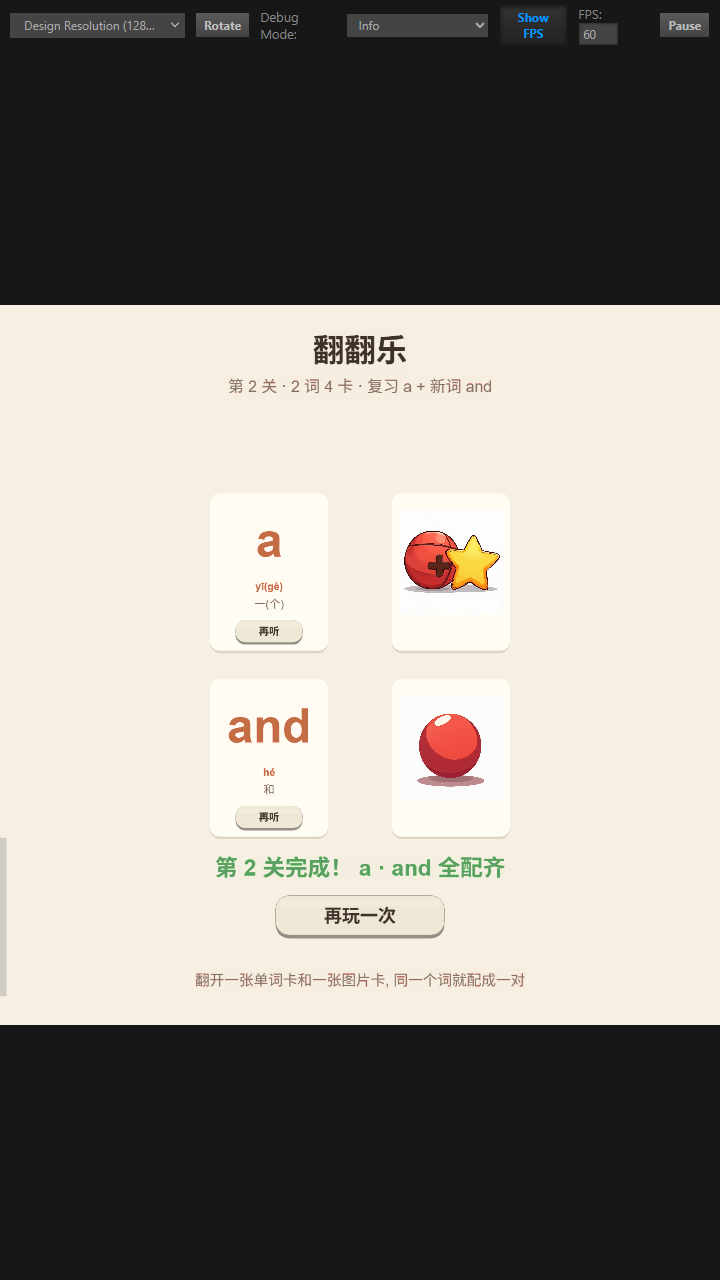 Design Resolution (128...
Rotate
Debug Mode:
Info
Show FPS
FPS:
60
Pause
翻翻乐
第 2 关 · 2 词 4 卡 · 复习 a + 新词 and
a
yī(gè)
一(个)
再听
and
hé
和
再听
第 2 关完成! a · and 全配齐
再玩一次
翻开一张单词卡和一张图片卡, 同一个词就配成一对